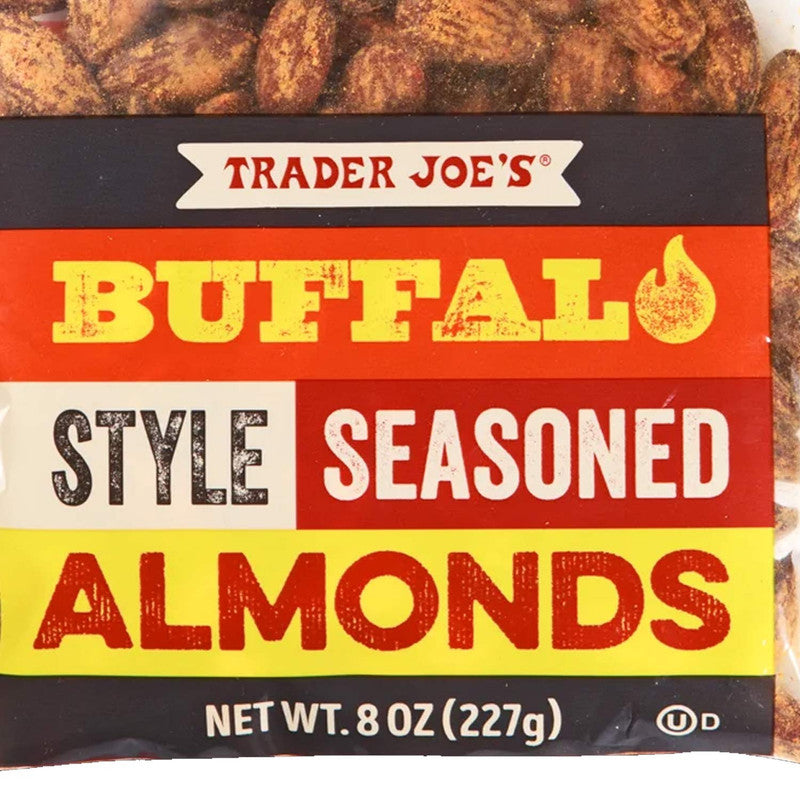 TRADER JOE'S®
BUFFALO
STYLE SEASONED
ALMONDS
NET WT. 8 OZ (227g) Ⓤ D